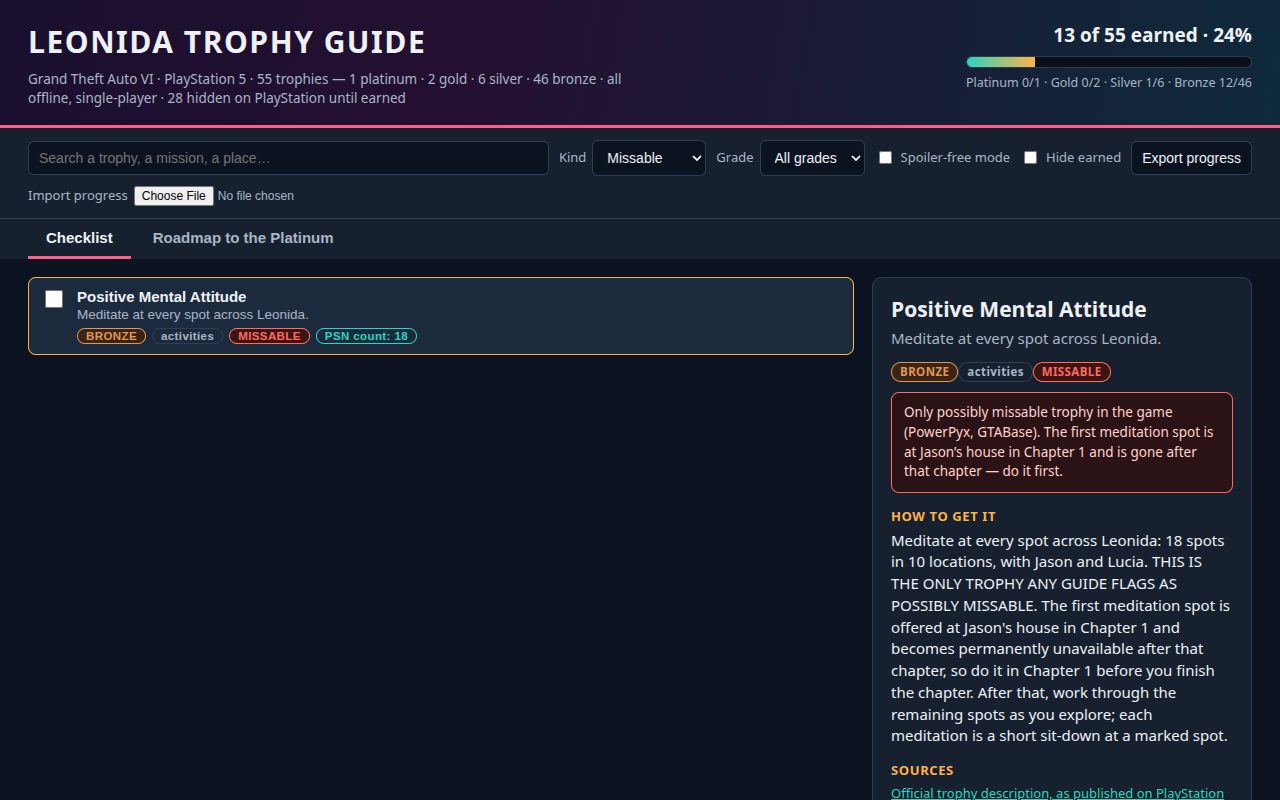 LEONIDA TROPHY GUIDE
Grand Theft Auto VI · PlayStation 5 · 55 trophies — 1 platinum · 2 gold · 6 silver · 46 bronze · all
offline, single-player · 28 hidden on PlayStation until earned
13 of 55 earned · 24%
Platinum 0/1 · Gold 0/2 · Silver 1/6 · Bronze 12/46
Search a trophy, a mission, a place…
Kind
Missable
Grade
All grades
Spoiler-free mode
Hide earned
Export progress
Import progress
Choose File
No file chosen
Checklist
Roadmap to the Platinum
Positive Mental Attitude
Meditate at every spot across Leonida.
BRONZE
activities
MISSABLE
PSN count: 18
Positive Mental Attitude
Meditate at every spot across Leonida.
BRONZE
activities
MISSABLE
Only possibly missable trophy in the game
(PowerPyx, GTABase). The first meditation spot is
at Jason’s house in Chapter 1 and is gone after
that chapter — do it first.
HOW TO GET IT
Meditate at every spot across Leonida: 18 spots
in 10 locations, with Jason and Lucia. THIS IS
THE ONLY TROPHY ANY GUIDE FLAGS AS
POSSIBLY MISSABLE. The first meditation spot is
offered at Jason's house in Chapter 1 and
becomes permanently unavailable after that
chapter, so do it in Chapter 1 before you finish
the chapter. After that, work through the
remaining spots as you explore; each
meditation is a short sit-down at a marked spot.
SOURCES
Official trophy description, as published on PlayStation